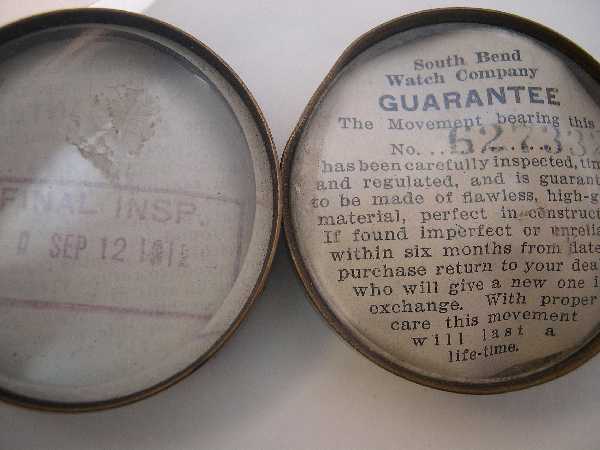 FINAL INSP.
SEP 12 1912
South Bend
Watch Company
GUARANTEE
The Movement bearing this
No.
has been carefully inspected,
and regulated, and is
to be made of flawless,
material, perfect in
If found imperfect or
within six months from date
purchase return to your
who will give a new one
exchange. With proper
care this movement
will last a
life-time.